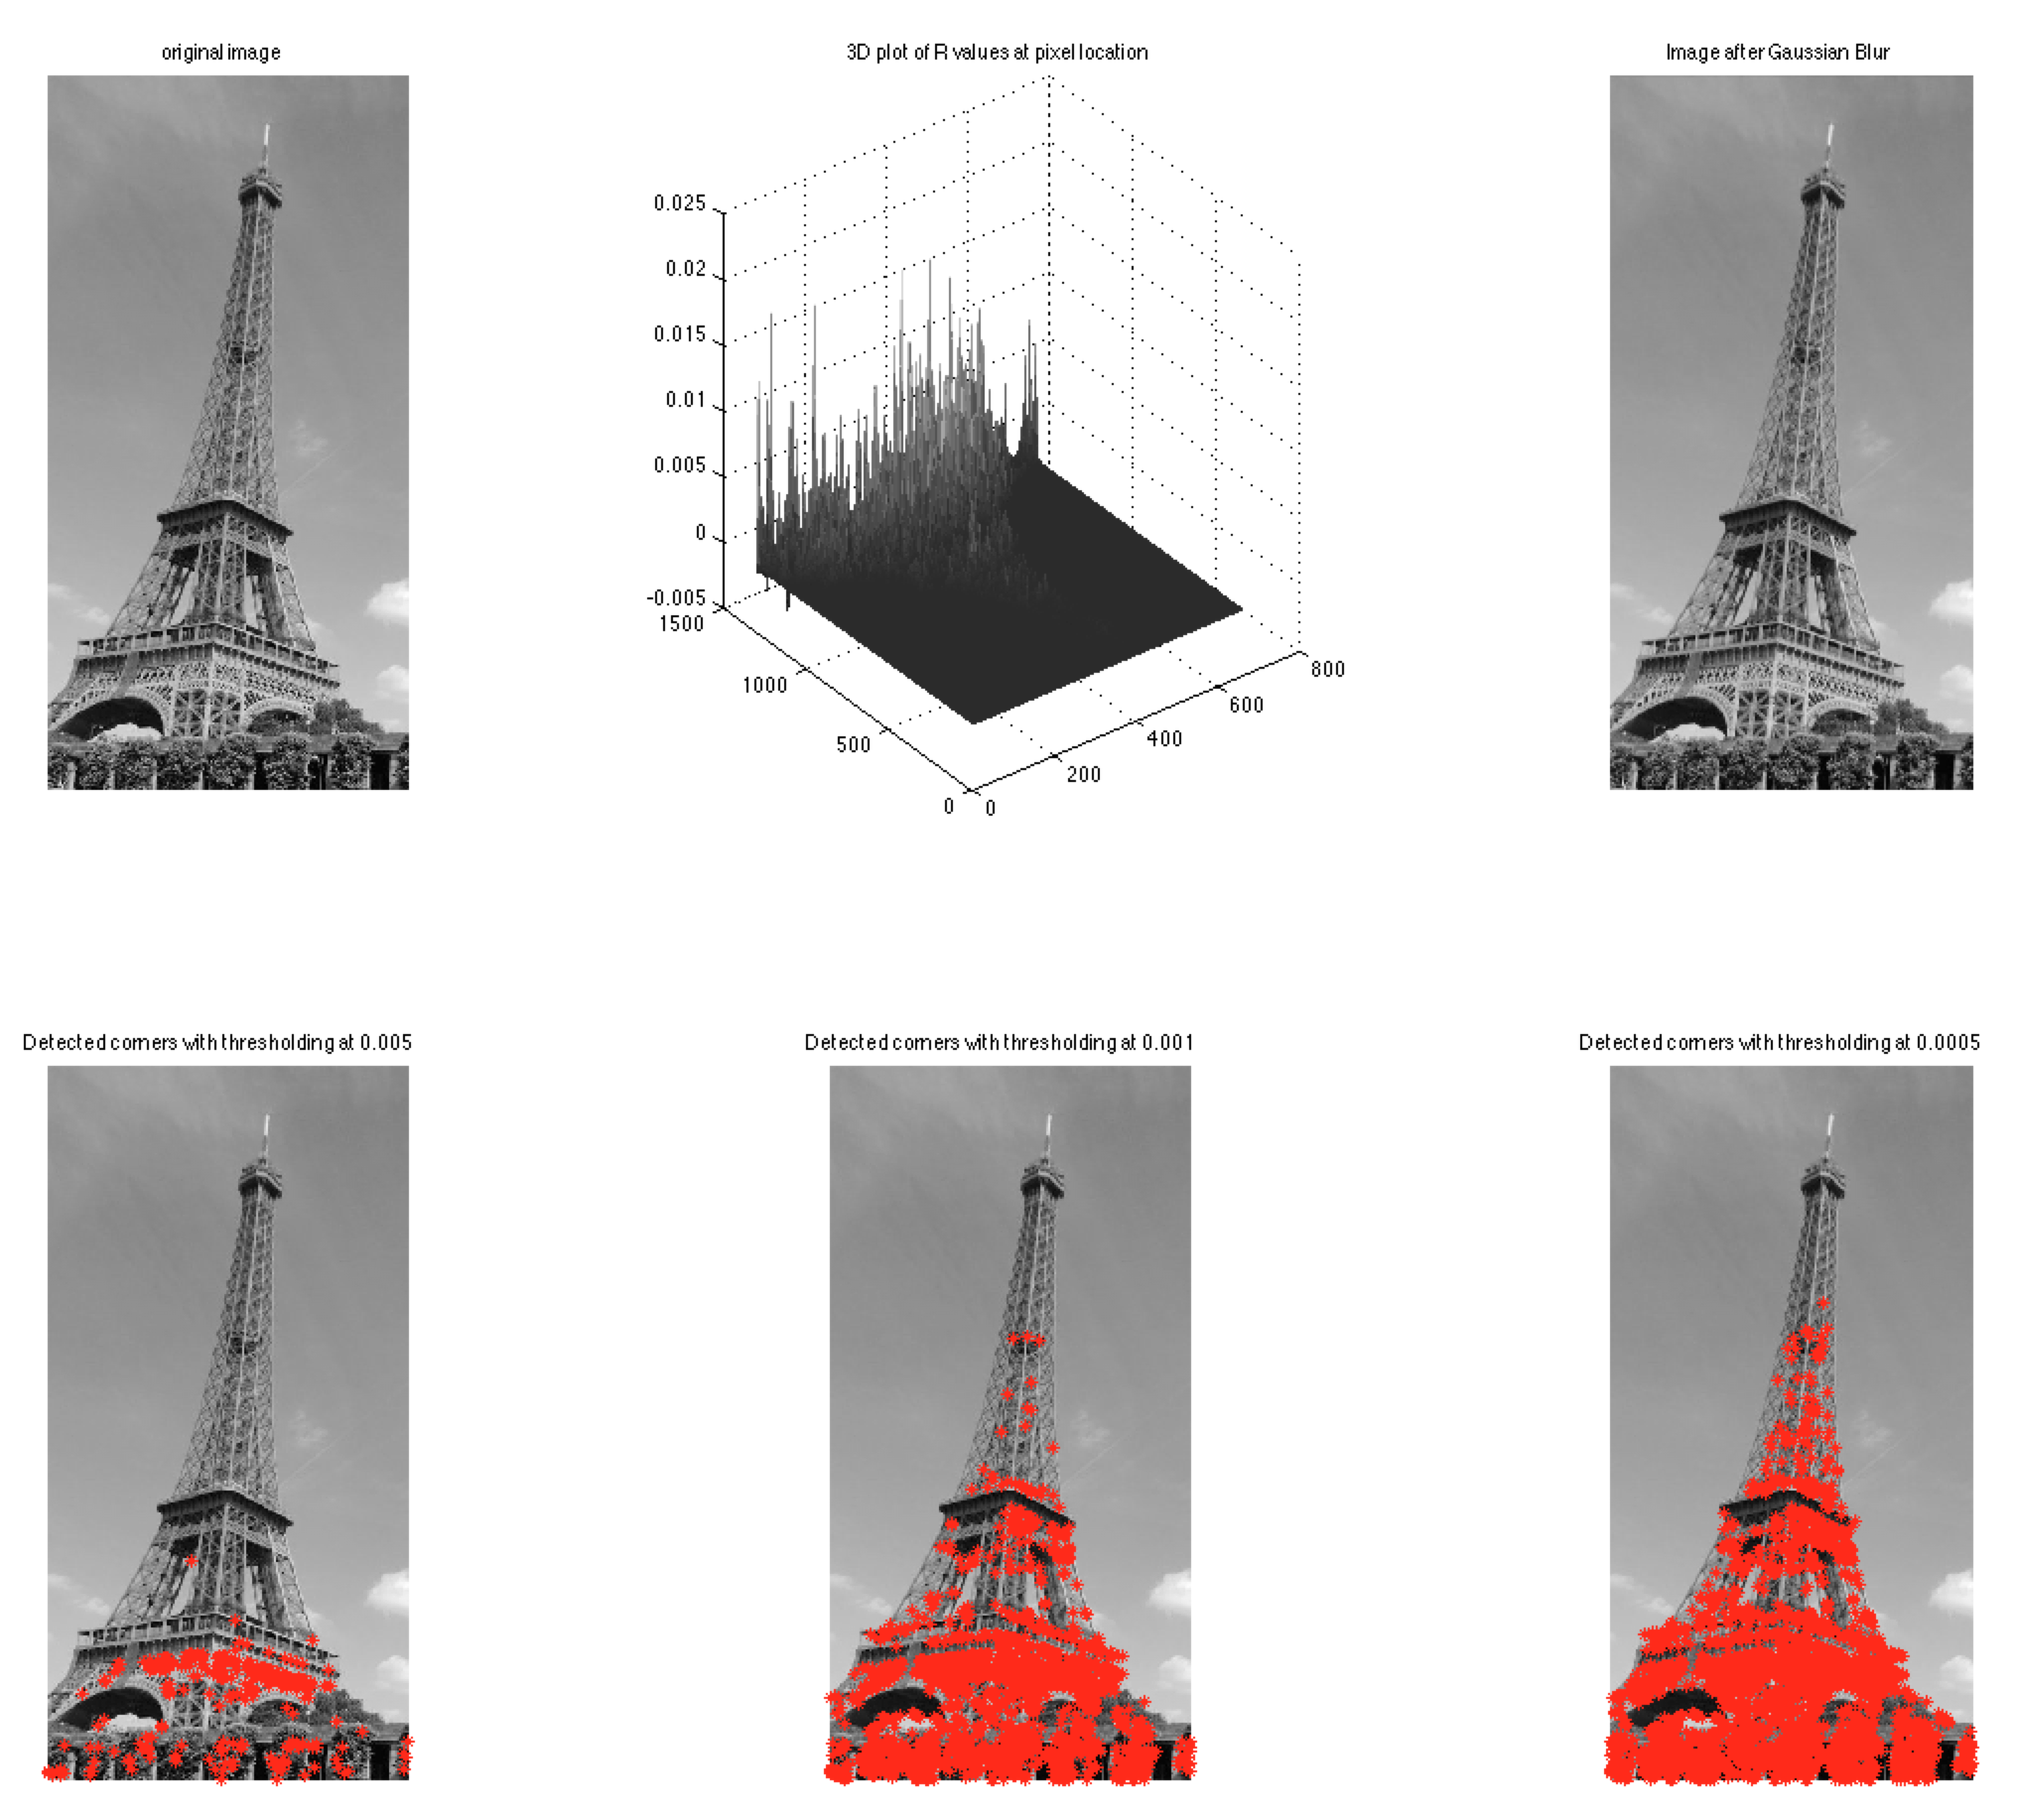 original image
3D plot of R values at pixel location
Image after Gaussian Blur
0.025
0.02
0.015
0.01
0.005
0
-0.005
1500
1000
500
0
0
200
400
600
800
Detected corners with thresholding at 0.005
Detected corners with thresholding at 0.001
Detected corners with thresholding at 0.0005